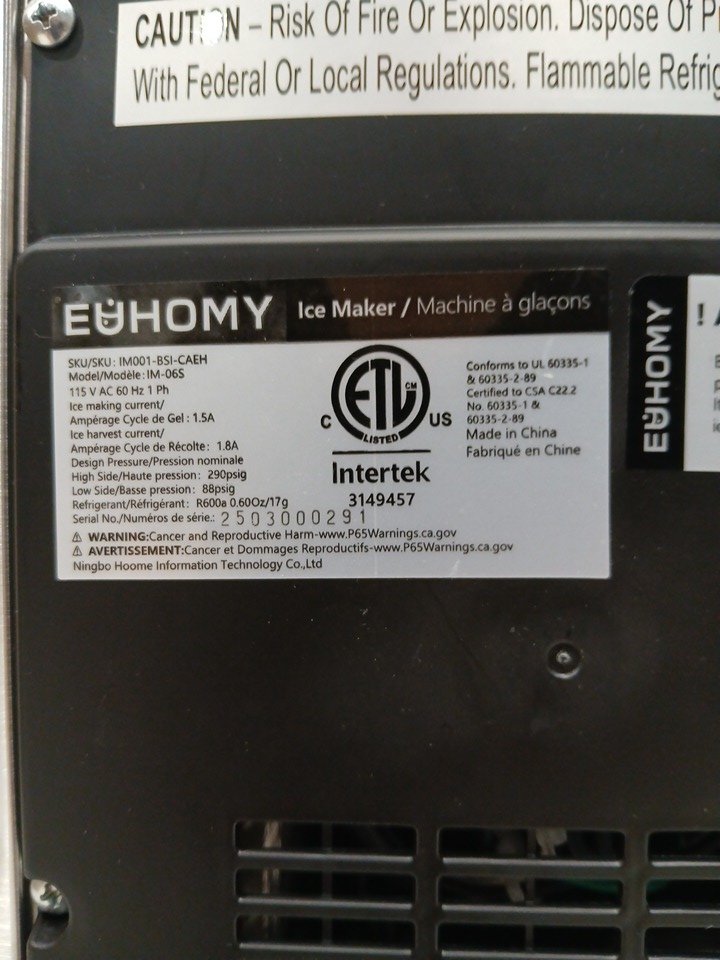 CAUTION – Risk Of Fire Or Explosion. Dispose Of
With Federal Or Local Regulations. Flammable
EUHOMY Ice Maker / Machine à glaçons
SKU/SKU : IM001-BSI-CAEH
Model/Modèle : IM-06S
115 V AC 60 Hz 1 Ph
Ice making current/
Ampérage Cycle de Gel : 1.5A
Ice harvest current/
Ampérage Cycle de Récolte : 1.8A
Design Pressure/Pression nominale
High Side/Haute pression : 290psig
Low Side/Basse pression : 88psig
Refrigerant/Réfrigérant : R600a 0.60Oz/17g
Serial No./Numéros de série.: 2503000291
WARNING:Cancer and Reproductive Harm-www.P65Warnings.ca.gov
AVERTISSEMENT:Cancer et Dommages Reproductifs-www.P65Warnings.ca.gov
Ningbo Hoome Information Technology Co.,Ltd
ETL CM
C US
LISTED
Intertek
3149457
Conforms to UL 60335-1
& 60335-2-89
Certified to CSA C22.2
No. 60335-1 &
60335-2-89
Made in China
Fabriqué en Chine
EUHOMY
!